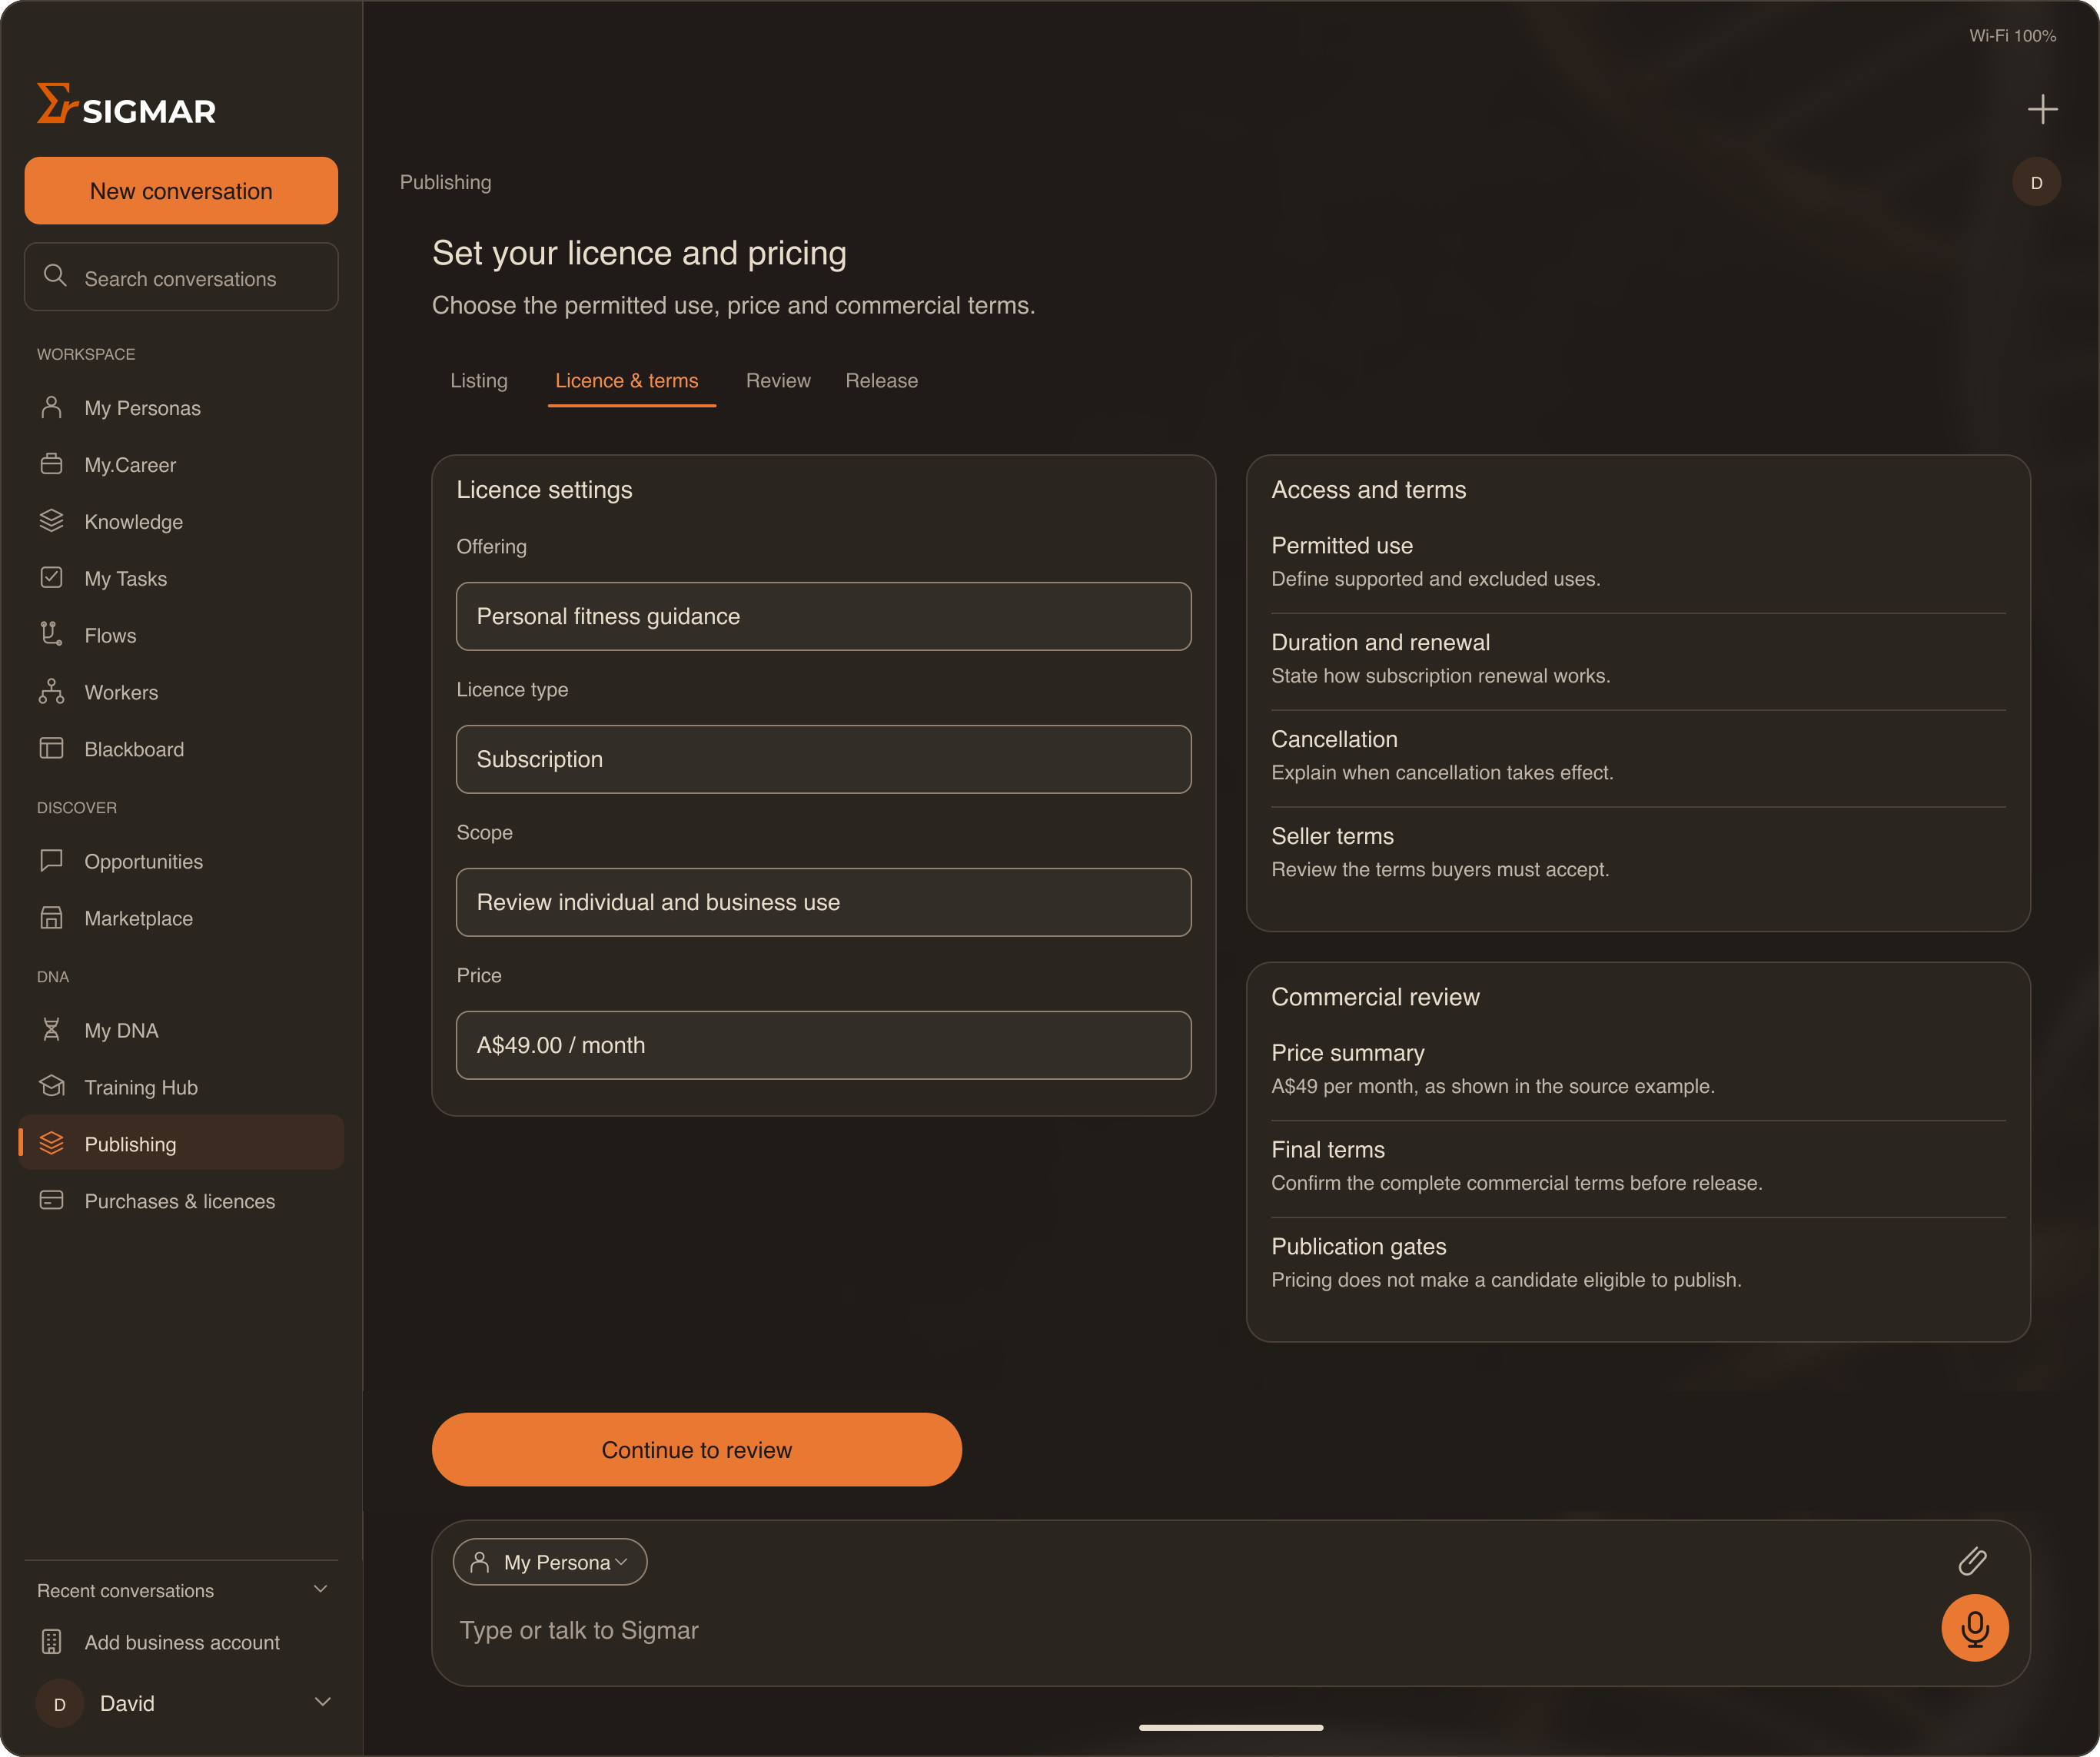 Wi-Fi 100%
SIGMAR
New conversation
Search conversations
WORKSPACE
My Personas
My.Career
Knowledge
My Tasks
Flows
Workers
Blackboard
DISCOVER
Opportunities
Marketplace
DNA
My DNA
Training Hub
Publishing
Purchases & licences
Recent conversations
Add business account
D
David
Publishing
D
Set your licence and pricing
Choose the permitted use, price and commercial terms.
Listing
Licence & terms
Review
Release
Licence settings
Offering
Personal fitness guidance
Licence type
Subscription
Scope
Review individual and business use
Price
A$49.00 / month
Access and terms
Permitted use
Define supported and excluded uses.
Duration and renewal
State how subscription renewal works.
Cancellation
Explain when cancellation takes effect.
Seller terms
Review the terms buyers must accept.
Commercial review
Price summary
A$49 per month, as shown in the source example.
Final terms
Confirm the complete commercial terms before release.
Publication gates
Pricing does not make a candidate eligible to publish.
Continue to review
My Persona
Type or talk to Sigmar